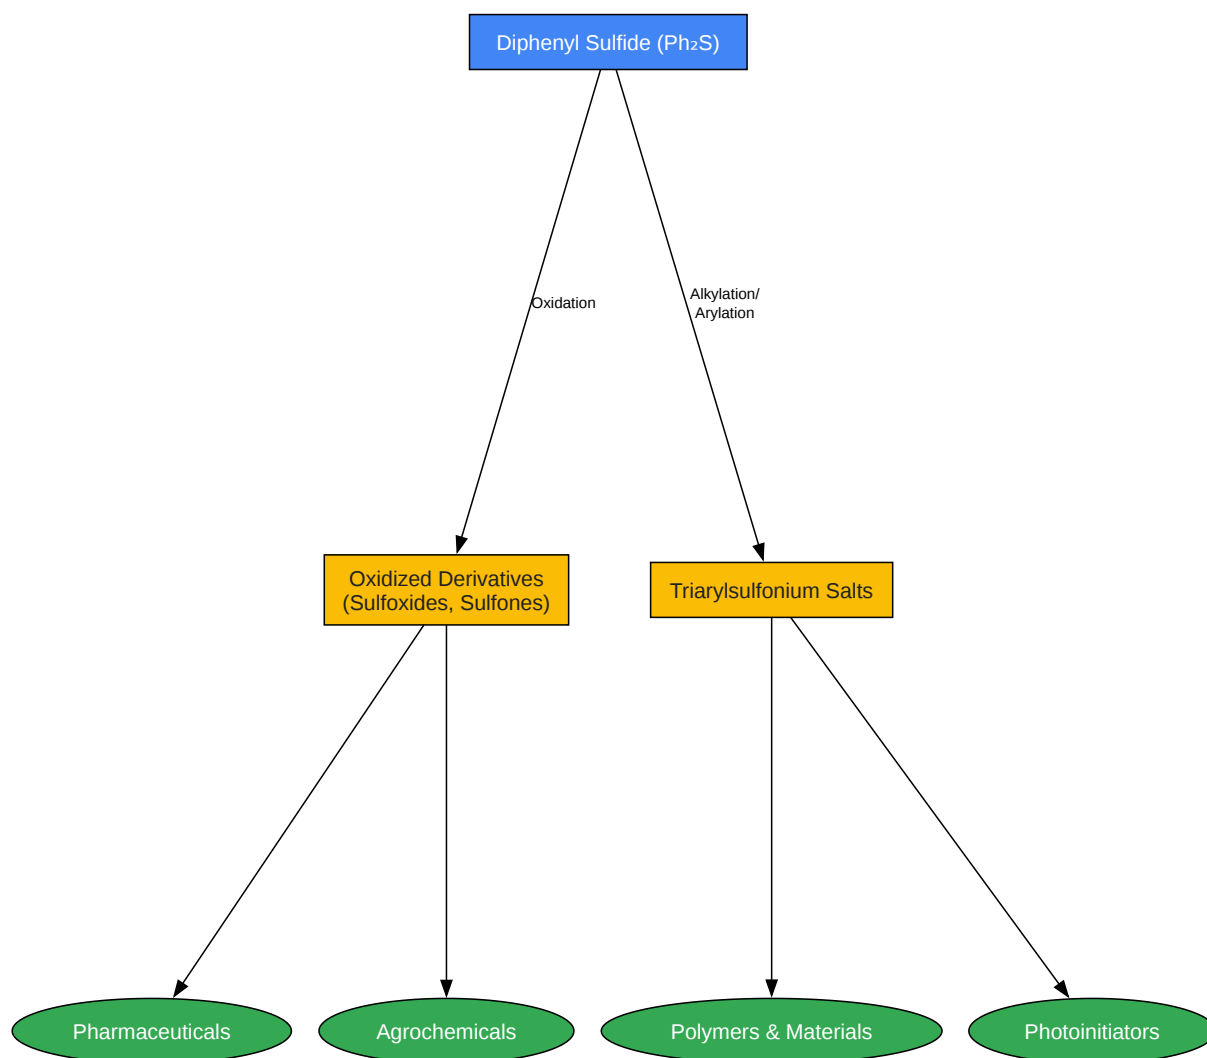 Diphenyl Sulfide (Ph₂S)
Oxidation
Alkylation/
Arylation
Oxidized Derivatives
(Sulfoxides, Sulfones)
Triarylsulfonium Salts
Pharmaceuticals
Agrochemicals
Polymers & Materials
Photoinitiators